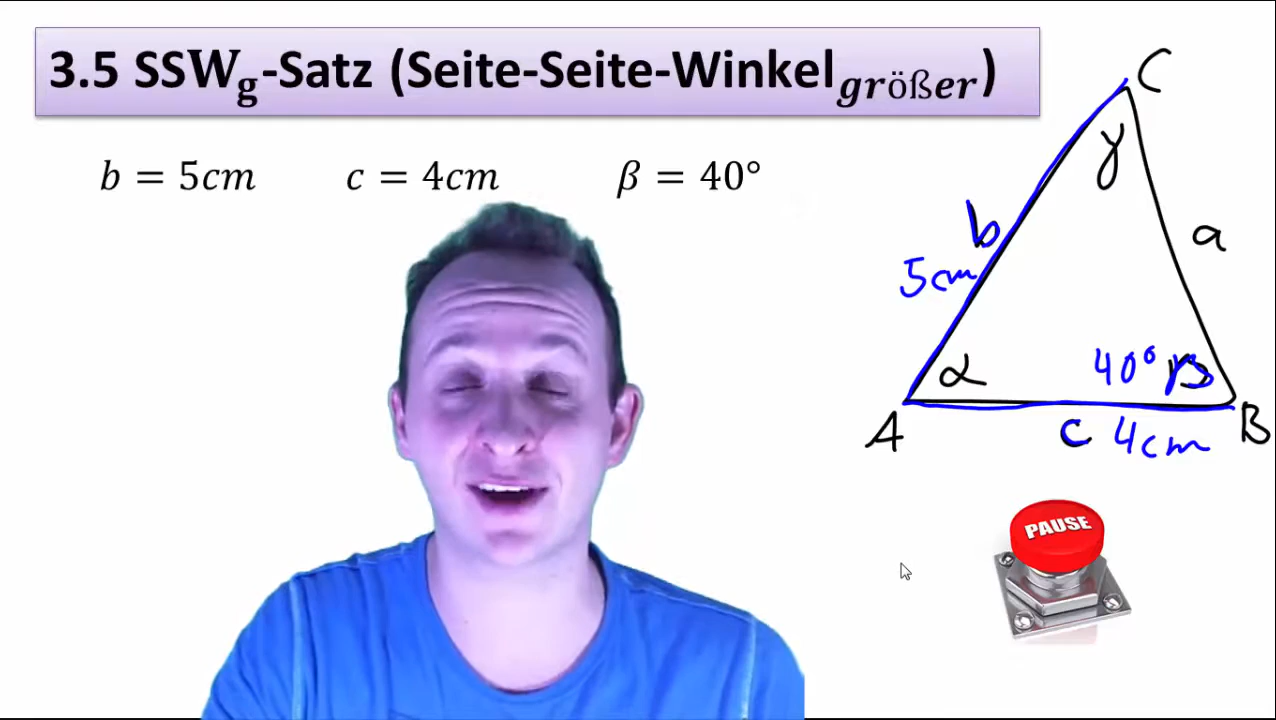 3.5 SSWg-Satz (Seite-Seite-Winkelgrößer)
b = 5cm c = 4cm β = 40°
C
γ
b
a
5cm
40° β
α
A
c 4cm
B
PAUSE